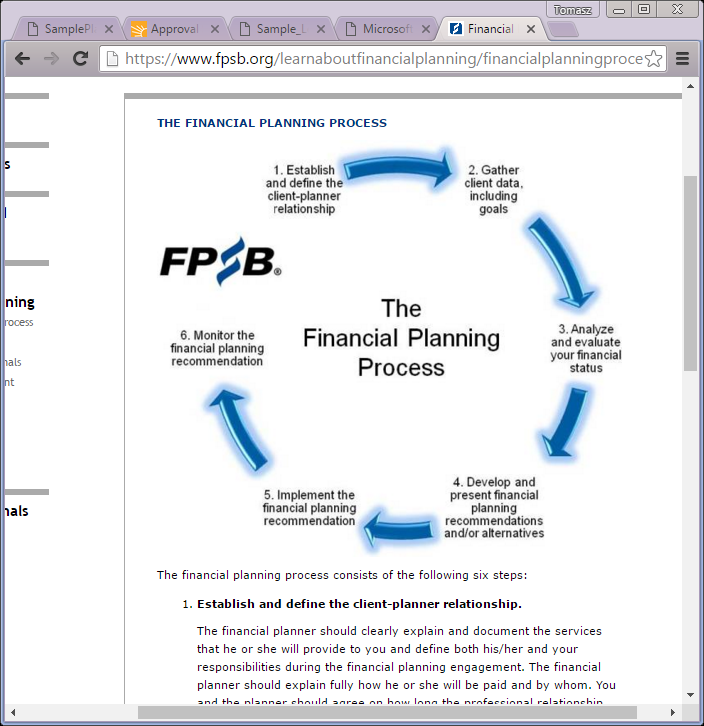 Tomasz
SamplePl
Approval
Sample_L
Microsoft
Financial
https://www.fpsb.org/learnaboutfinancialplanning/financialplanningproce
s
ning
rocess
nals
nt
nals
THE FINANCIAL PLANNING PROCESS
1. Establish
and define the
client-planner
relationship
2. Gather
client data,
including
goals
FPSB®
The
Financial Planning
Process
3. Analyze
and evaluate
your financial
status
6. Monitor the
financial planning
recommendation
4. Develop and
present financial
planning
recommendations
and/or alternatives
5. Implement the
financial planning
recommendation
The financial planning process consists of the following six steps:
1. Establish and define the client-planner relationship.
The financial planner should clearly explain and document the services
that he or she will provide to you and define both his/her and your
responsibilities during the financial planning engagement. The financial
planner should explain fully how he or she will be paid and by whom. You
and the planner should agree on how long the professional relationship